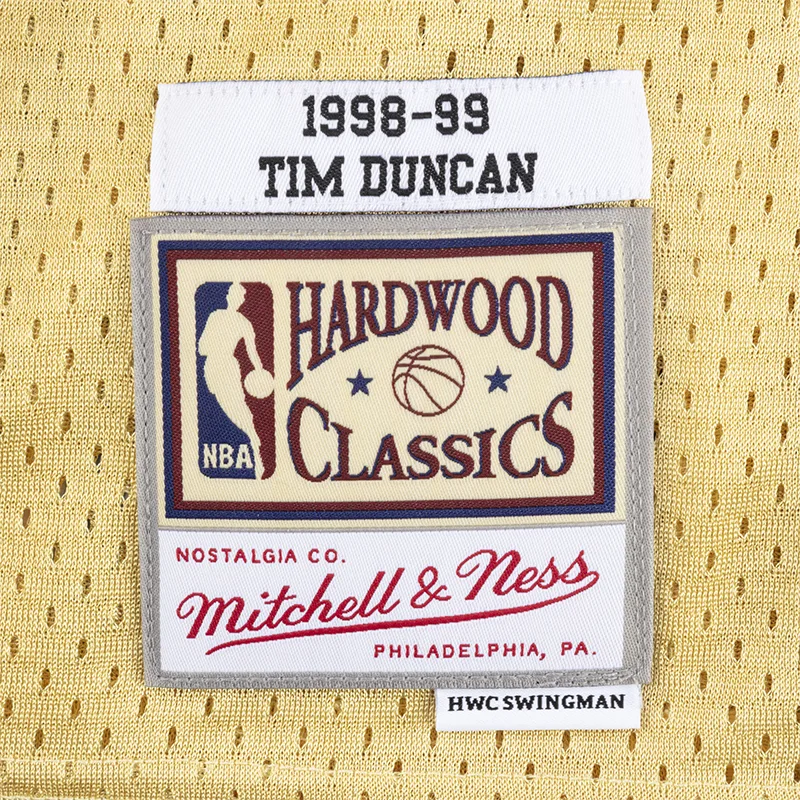 1998-99
TIM DUNCAN
HARDWOOD
CLASSICS
NBA
NOSTALGIA CO.
Mitchell & Ness
PHILADELPHIA, PA.
HWC SWINGMAN